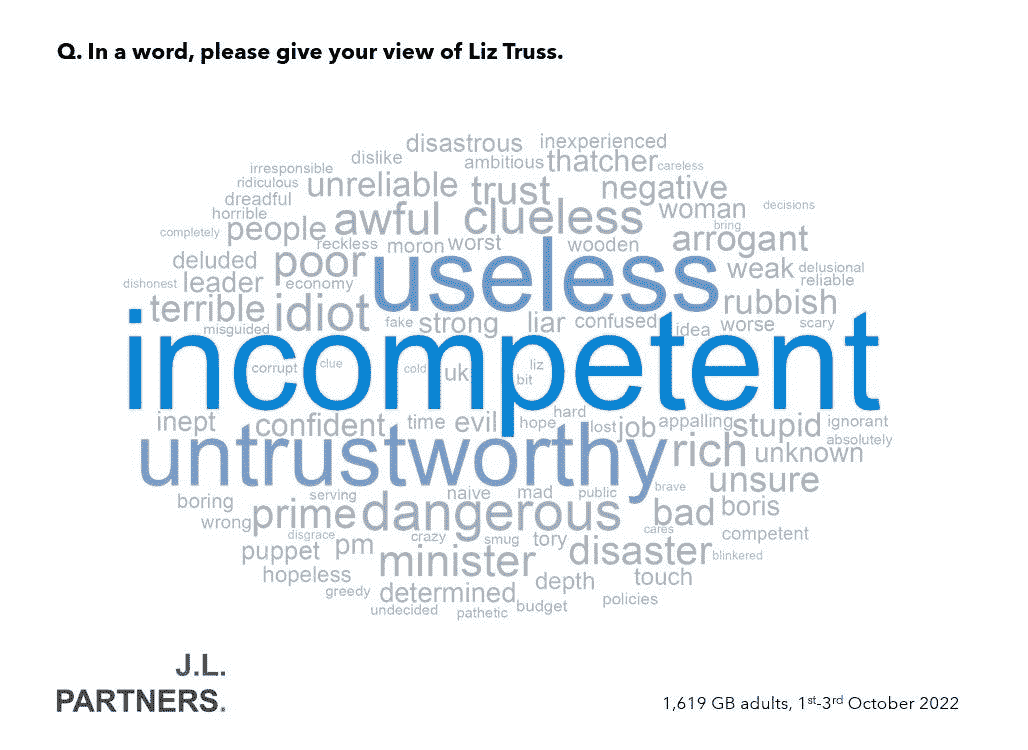 Q. In a word, please give your view of Liz Truss.
disastrous inexperienced
dislike ambitious thatcher careless
irresponsible
ridiculous unreliable trust negative
dreadful
horrible awful clueless woman decisions
completely people bring
reckless moron worst wooden arrogant
deluded poor useless weak delusional
dishonest leader economy reliable
terrible idiot rubbish
misguided fake strong liar confused idea worse scary
incompetent
corrupt clue cold uk liz
bit
inept confident time evil hope hard lost job appalling stupid ignorant
absolutely
untrustworthy rich unknown
brave unsure
boring serving naive mad public
wrong prime dangerous bad boris
disgrace crazy smug tory cares competent
puppet pm minister disaster blinkered
hopeless depth touch
greedy determined
undecided pathetic budget policies
J.L.
PARTNERS.
1,619 GB adults, 1st-3rd October 2022